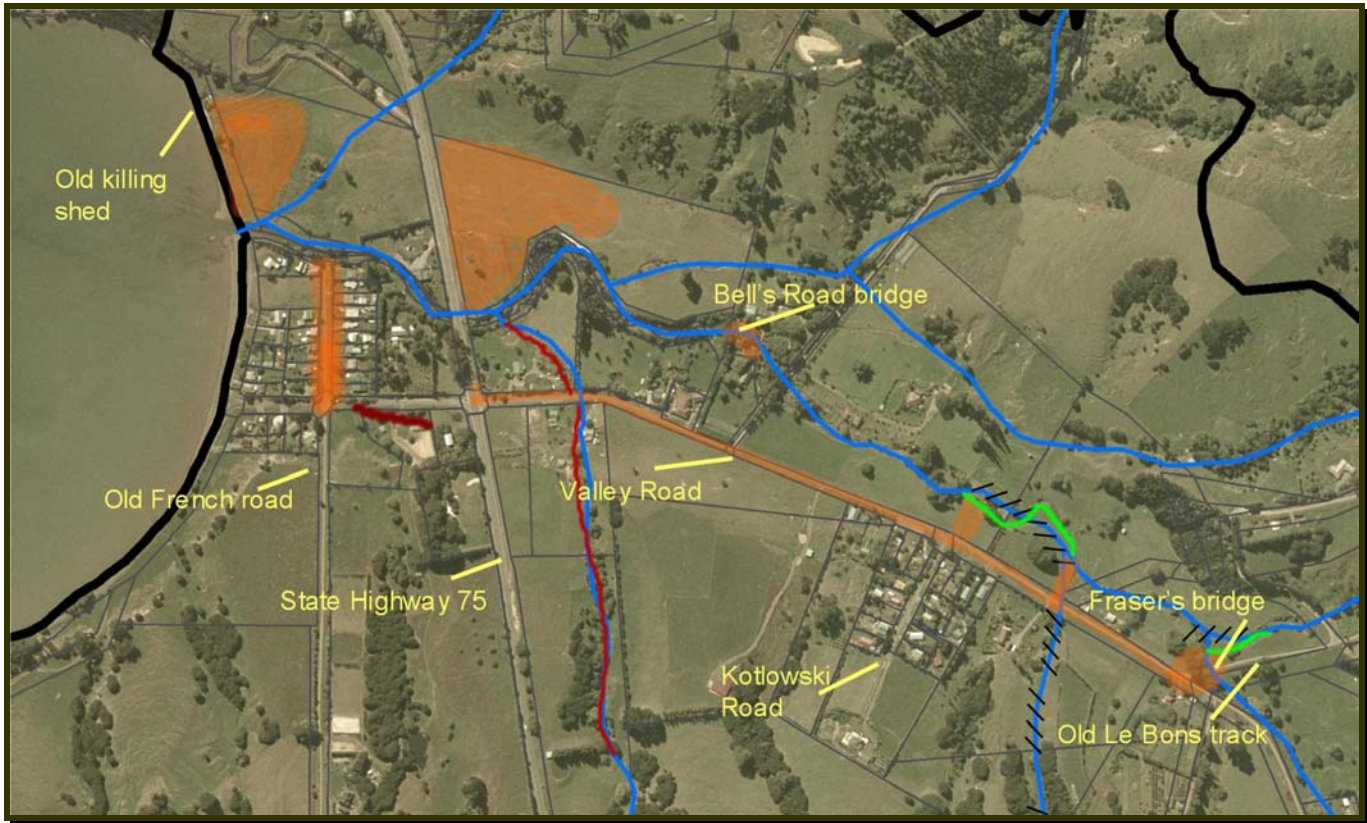 Old killing
shed
Bell's Road bridge
Old French road
Valley Road
State Highway 75
Fraser's bridge
Kotlowski
Road
Old Le Bons track